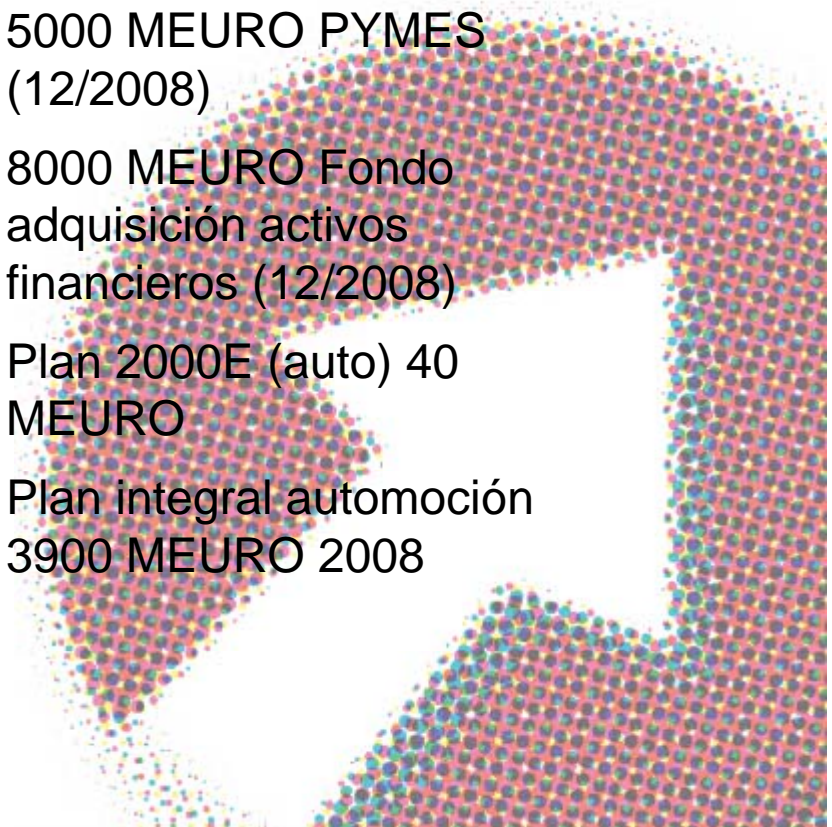 5000 MEURO PYMES
(12/2008)
8000 MEURO Fondo
adquisición activos
financieros (12/2008)
Plan 2000E (auto) 40
MEURO
Plan integral automoción
3900 MEURO 2008